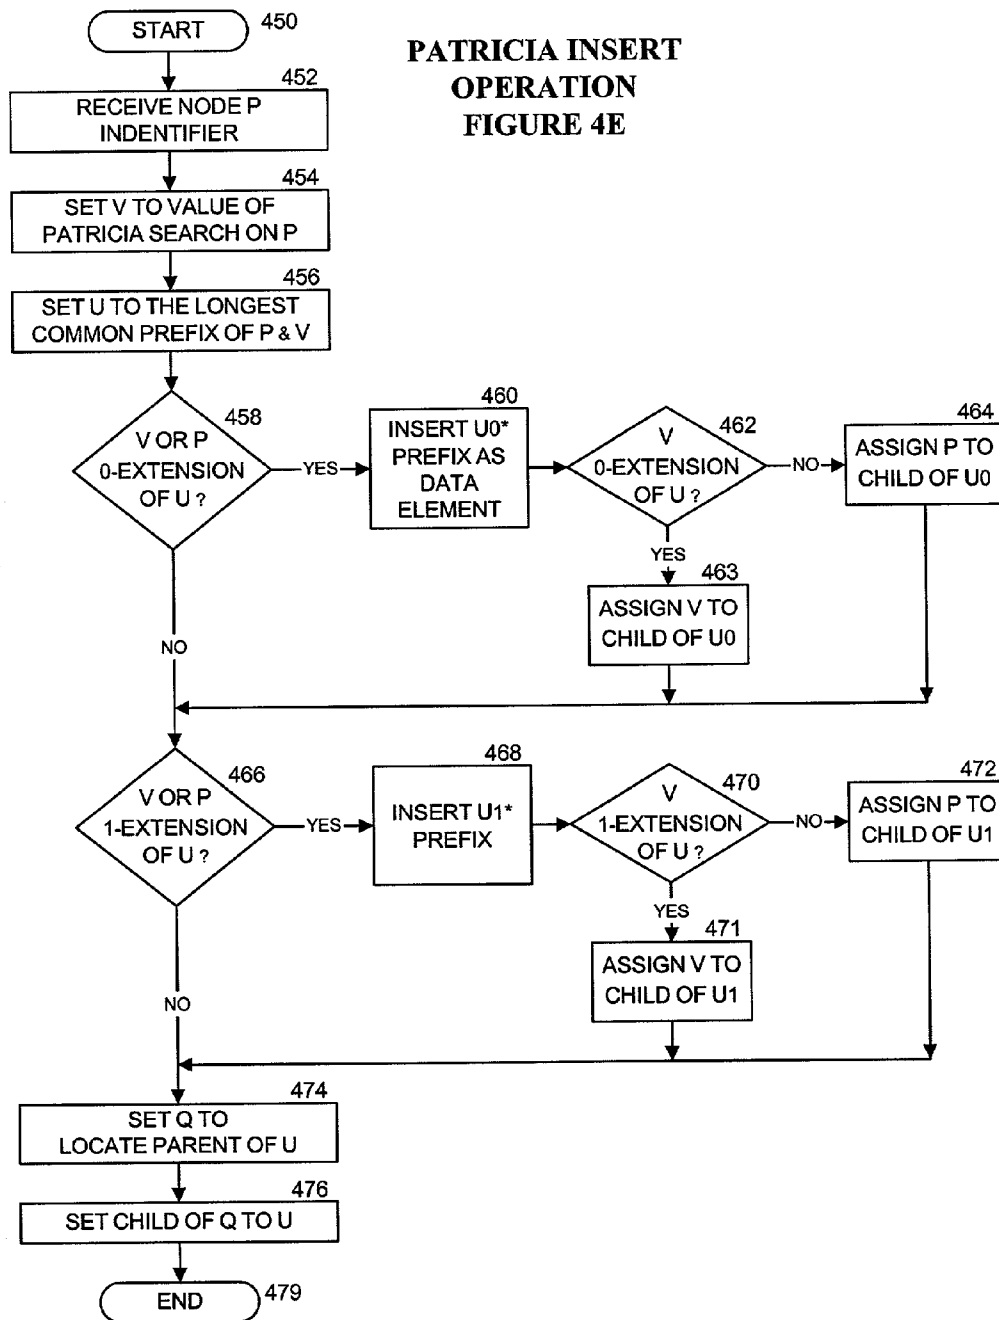 START
450
PATRICIA INSERT
OPERATION
FIGURE 4E
452
RECEIVE NODE P
INDENTIFIER
454
SET V TO VALUE OF
PATRICIA SEARCH ON P
456
SET U TO THE LONGEST
COMMON PREFIX OF P & V
458
V OR P
0-EXTENSION
OF U ?
YES
460
INSERT U0*
PREFIX AS
DATA
ELEMENT
462
V
0-EXTENSION
OF U ?
NO
464
ASSIGN P TO
CHILD OF U0
YES
463
ASSIGN V TO
CHILD OF U0
NO
466
V OR P
1-EXTENSION
OF U ?
YES
468
INSERT U1*
PREFIX
470
V
1-EXTENSION
OF U ?
NO
472
ASSIGN P TO
CHILD OF U1
YES
471
ASSIGN V TO
CHILD OF U1
NO
474
SET Q TO
LOCATE PARENT OF U
476
SET CHILD OF Q TO U
END
479